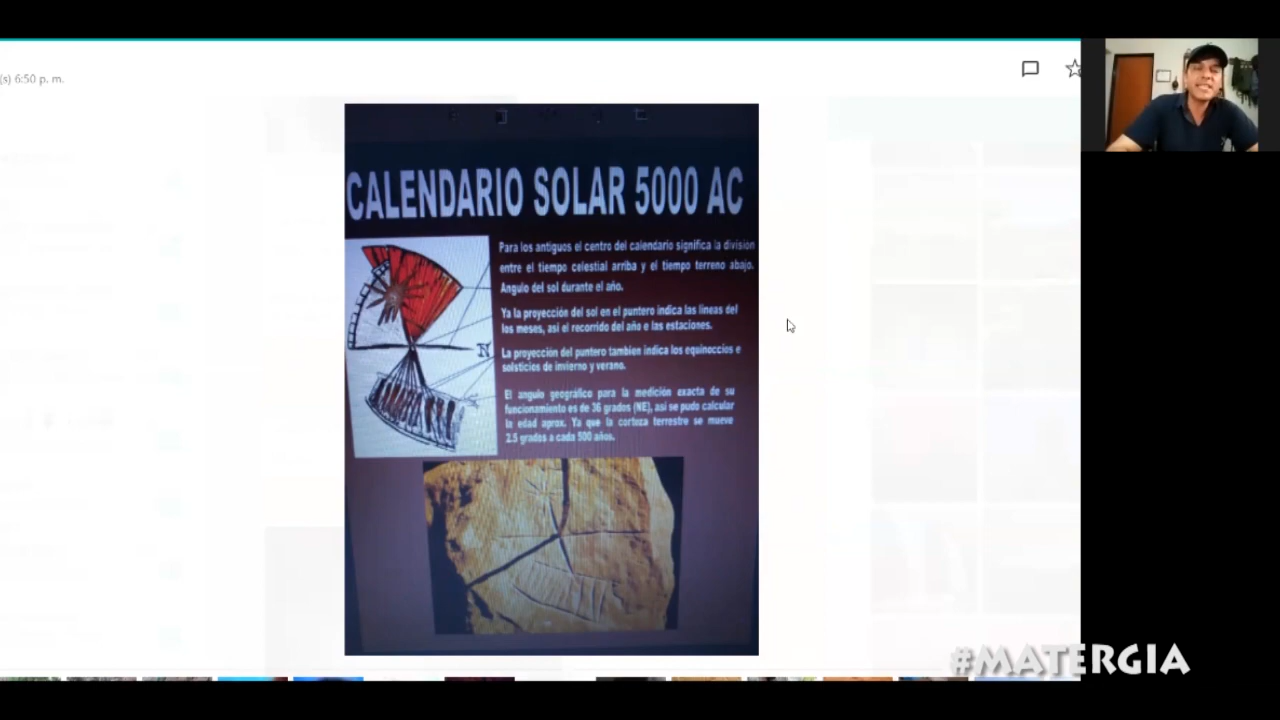 (s) 6:50 p. m.
CALENDARIO SOLAR 5000 AC
Para los antiguos el centro del calendario significa la division
entre el tiempo celestial arriba y el tiempo terreno abajo.
Angulo del sol durante el año.
Ya la proyección del sol en el puntero indica las lineas del
los meses, asi el recorrido del año e las estaciones.
N
La proyección del puntero tambien indica los equinoccios e
solsticios de invierno y verano.
El angulo geográfico para la medición exacta de su
funcionamiento es de 36 grados (NE), asi se pudo calcular
la edad aprox. Ya que la corteza terrestre se mueve
2.5 grados a cada 500 años.
#MATERGIA